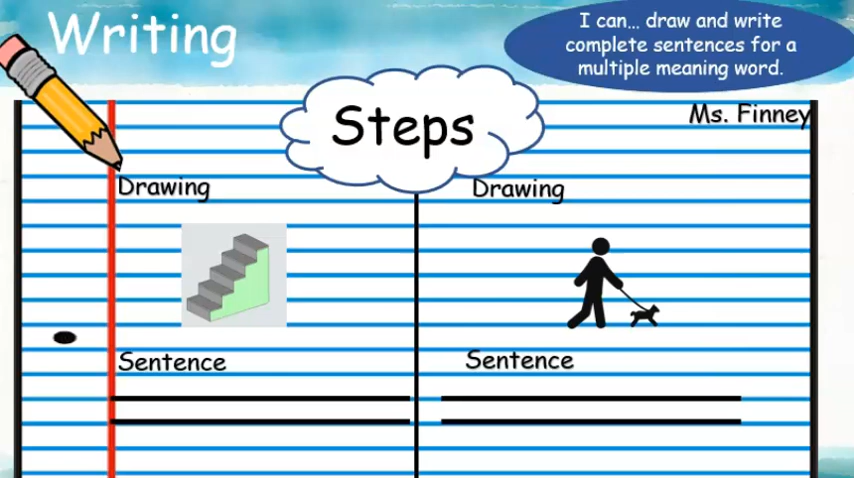 Writing
I can... draw and write
complete sentences for a
multiple meaning word.
Ms. Finney
Steps
Drawing
Drawing
Sentence
Sentence